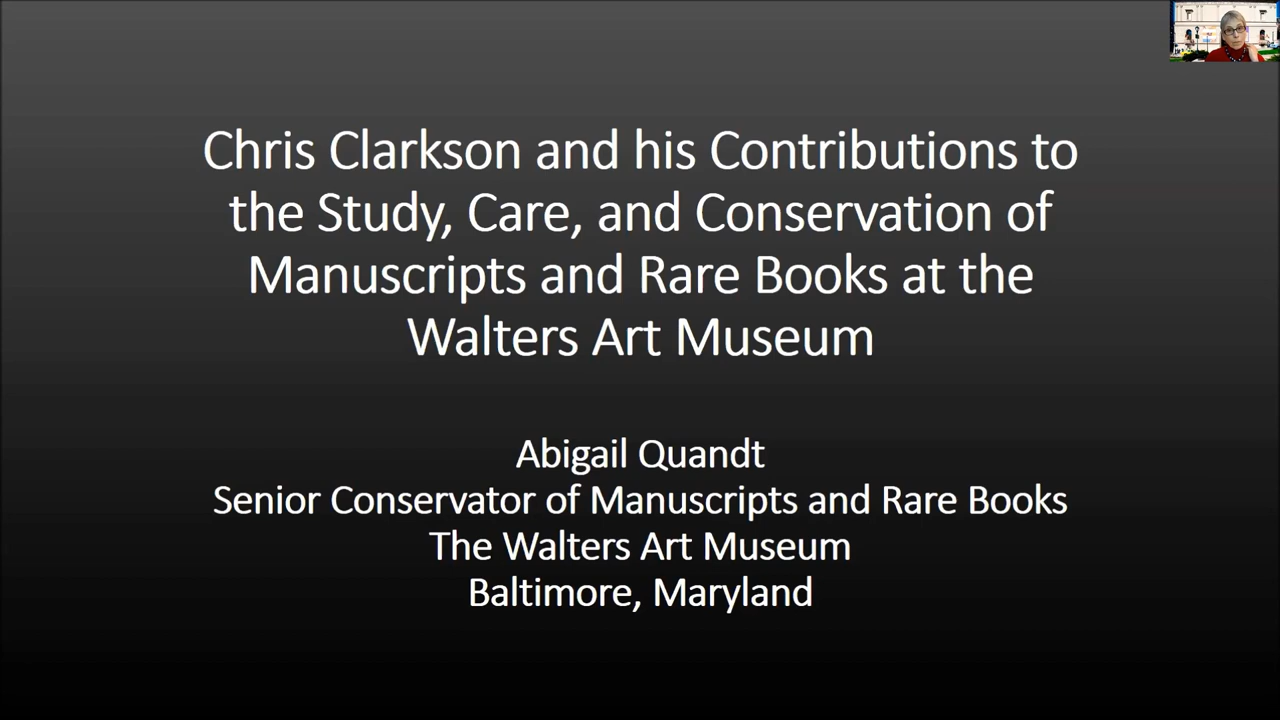 Chris Clarkson and his Contributions to
the Study, Care, and Conservation of
Manuscripts and Rare Books at the
Walters Art Museum
Abigail Quandt
Senior Conservator of Manuscripts and Rare Books
The Walters Art Museum
Baltimore, Maryland